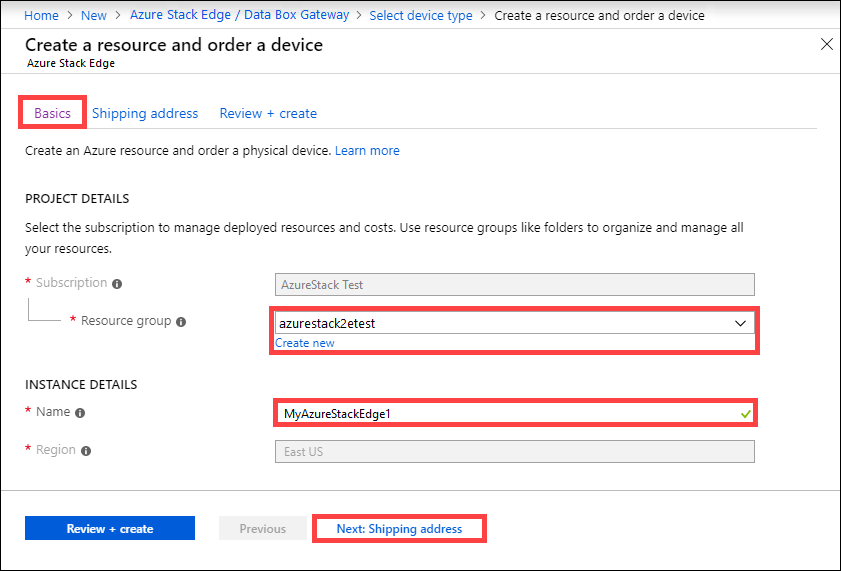 Home > New > Azure Stack Edge / Data Box Gateway > Select device type > Create a resource and order a device
Create a resource and order a device
Azure Stack Edge
Basics Shipping address Review + create
Create an Azure resource and order a physical device. Learn more
PROJECT DETAILS
Select the subscription to manage deployed resources and costs. Use resource groups like folders to organize and manage all
your resources.
* Subscription AzureStack Test
* Resource group azurestack2etest
Create new
INSTANCE DETAILS
* Name MyAzureStackEdge1
* Region East US
Review + create Previous Next: Shipping address